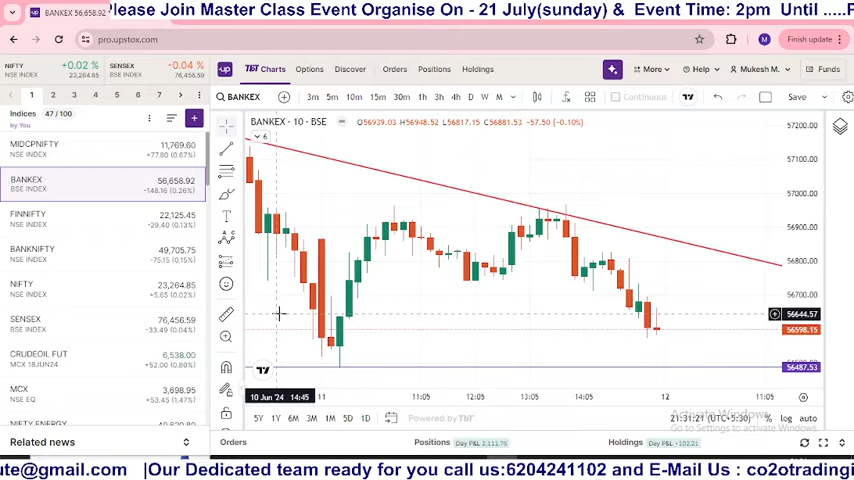 Please Join Master Class Event Organise On - 21 July(sunday) & Event Time: 2pm Until .....
BANKEX 56,658.92
pro.upstox.com
M
Finish update
NIFTY +0.02 %
NSE INDEX 23,264.85
SENSEX -0.04 %
BSE INDEX 76,456.59
up TBT Charts Options Discover Orders Positions Holdings More Help Mukesh M. Funds
1 2 3 4 5 6 7
BANKEX 3m 5m 10m 15m 30m 1h 3h 4h D W M Compare Save
Indices 47/100
by You
BANKEX · 10 · BSE O56939.03 H56948.52 L56817.15 C56881.53 -57.50 (-0.10%)
6
MIDCPNIFTY 11,769.60
NSE INDEX +77.80 (0.67%)
BANKEX 56,658.92
BSE INDEX -148.16 (0.26%)
FINNIFTY 22,125.45
NSE INDEX -29.40 (0.13%)
BANKNIFTY 49,705.75
NSE INDEX -75.15 (0.15%)
NIFTY 23,264.85
NSE INDEX +5.65 (0.02%)
SENSEX 76,456.59
BSE INDEX -33.49 (0.04%)
CRUDEOIL FUT 6,538.00
MCX 18JUN24 +52.00 (0.80%)
MCX 3,698.95
NSE EQ +53.45 (1.47%)
57200.00
57100.00
57000.00
56900.00
56800.00
56700.00
56644.57
56598.15
56487.53
10 Jun '24 14:45 11 11:05 12:05 13:05 14:05 12 11:05
5Y 1Y 6M 3M 1M 5D 1D Powered by TBT
21:31:21 (UTC+5:30) % log auto
Activate Windows
Go to Settings to activate Windows.
Related news
Orders Positions Day P&L 2,111.75 Holdings Day P&L +102.21
ute@gmail.com |Our Dedicated team ready for you call us:6204241102 and E-Mail Us : co2otradingi